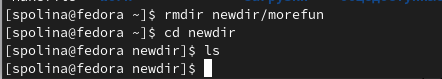 [spolina@fedora ~]$ rmdir newdir/morefun
[spolina@fedora ~]$ cd newdir
[spolina@fedora newdir]$ ls
[spolina@fedora newdir]$